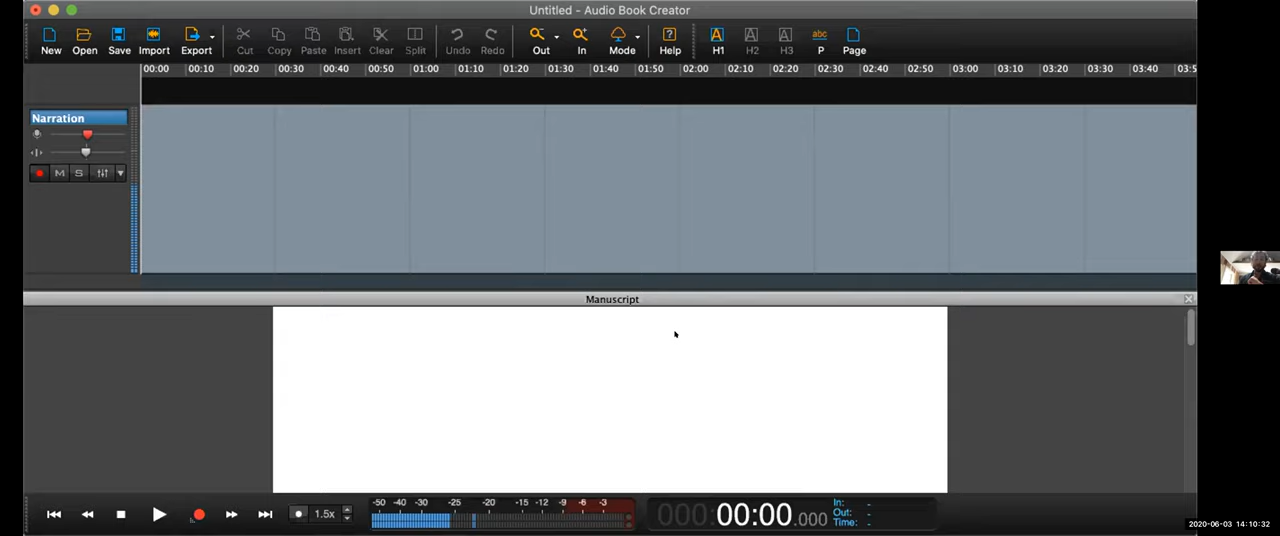 Untitled - Audio Book Creator
New Open Save Import Export Cut Copy Paste Insert Clear Split Undo Redo Out In Mode Help H1 H2 H3 P Page
A A A abc
00:00 00:10 00:20 00:30 00:40 00:50 01:00 01:10 01:20 01:30 01:40 01:50 02:00 02:10 02:20 02:30 02:40 02:50 03:00 03:10 03:20 03:30 03:40 03:5
Narration
M S
Manuscript
1.5x
-50 -40 -30 -25 -20 -15 -12 -9 -6 -3
000:00:00.000
In: -
Out: -
Time: -
2020-06-03 14:10:32